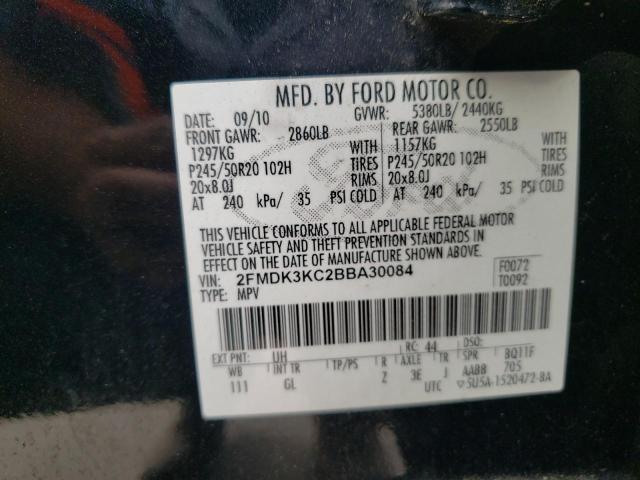 MFD. BY FORD MOTOR CO.
DATE: 09/10 GVWR: 5380LB/ 2440KG
FRONT GAWR: 2860LB REAR GAWR: 2550LB
1297KG WITH 1157KG WITH
P245/50R20 102H TIRES P245/50R20 102H TIRES
20x8.0J RIMS 20x8.0J RIMS
AT 240 kPa/ 35 PSI COLD AT 240 kPa/ 35 PSI COLD
THIS VEHICLE CONFORMS TO ALL APPLICABLE FEDERAL MOTOR
VEHICLE SAFETY AND THEFT PREVENTION STANDARDS IN
EFFECT ON THE DATE OF MANUFACTURE SHOWN ABOVE.
VIN: 2FMDK3KC2BBA30084 F0072
TYPE: MPV T0092
EXT PNT: UH RC: 44 DSO:
WB INT TR TP/PS R AXLE TR SPR BQ11F
111 GL Z 3E J AABB 705
UTC ▽5U5A-1520472-BA
Ford